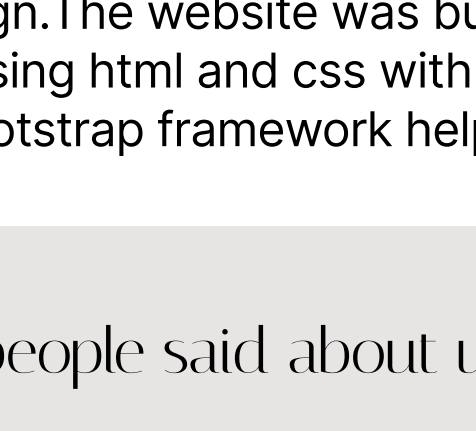 gn.The website was bu
sing html and css with
otstrap framework help
people said about u